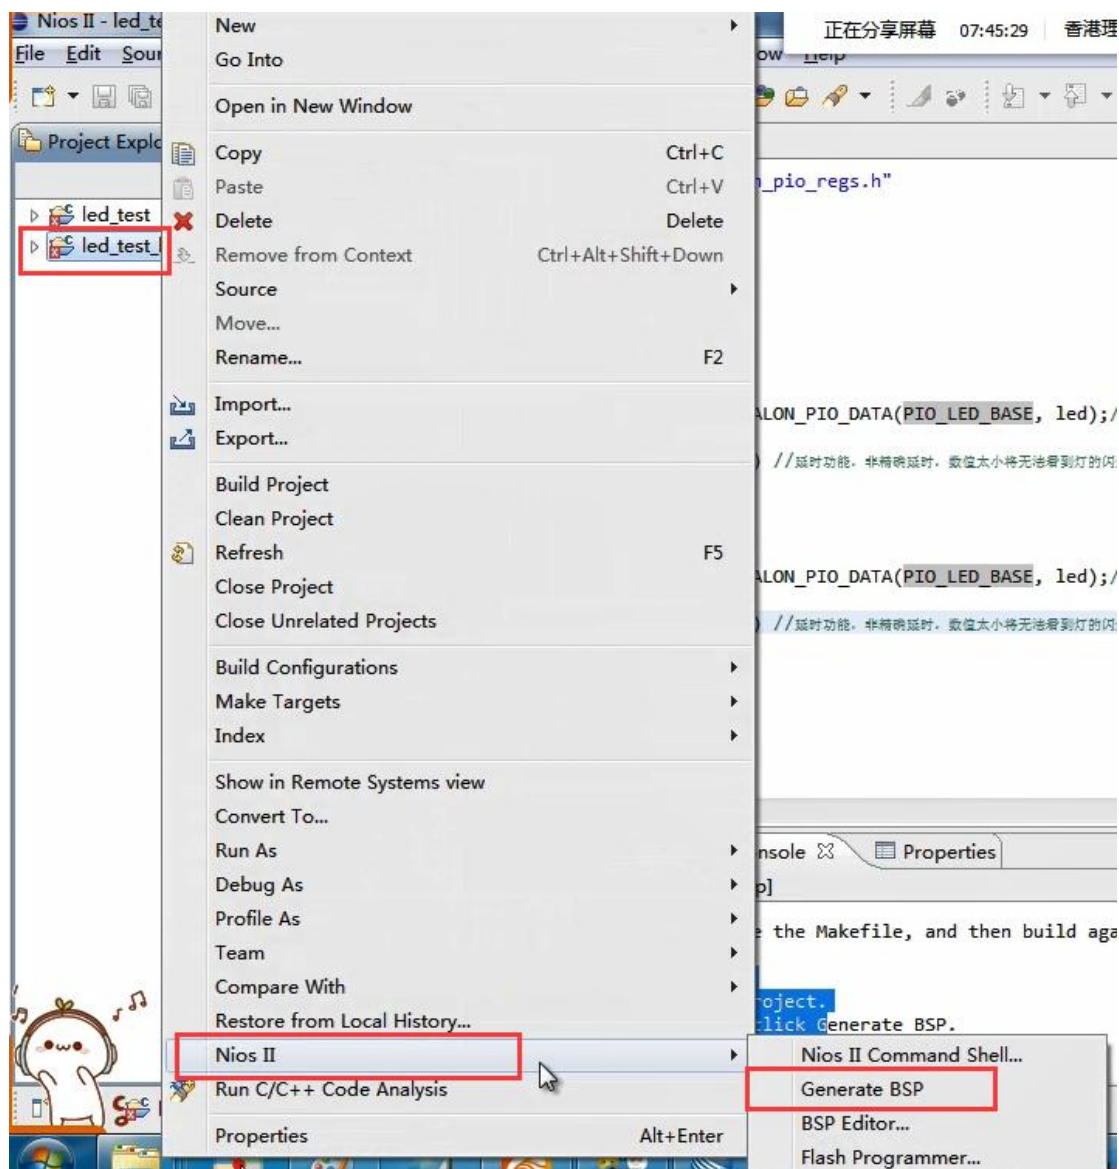 Nios II - led_te
正在分享屏幕 07:45:29 香港理
File Edit Sour
ow Help
Project Explo
led_test
led_test_
New
Go Into
Open in New Window
Copy Ctrl+C
Paste Ctrl+V
Delete Delete
Remove from Context Ctrl+Alt+Shift+Down
Source
Move...
Rename... F2
Import...
Export...
Build Project
Clean Project
Refresh F5
Close Project
Close Unrelated Projects
Build Configurations
Make Targets
Index
Show in Remote Systems view
Convert To...
Run As
Debug As
Profile As
Team
Compare With
Restore from Local History...
Nios II
Run C/C++ Code Analysis
Properties Alt+Enter
_pio_regs.h"
ALON_PIO_DATA(PIO_LED_BASE, led);/
) //延时功能，非精确延时，数值太小将无法看到灯的闪
ALON_PIO_DATA(PIO_LED_BASE, led);/
) //延时功能，非精确延时，数值太小将无法看到灯的闪
nsole Properties
p]
e the Makefile, and then build aga
oject.
click Generate BSP.
Nios II Command Shell...
Generate BSP
BSP Editor...
Flash Programmer...